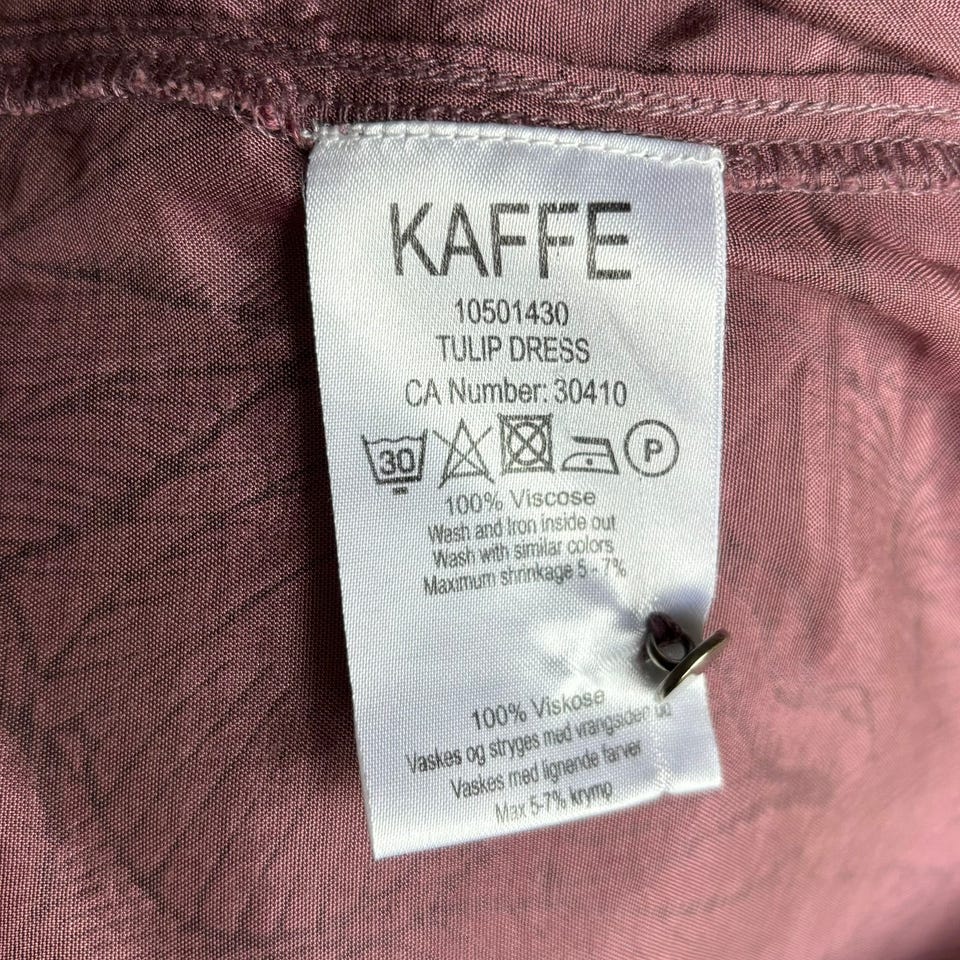 KAFFE
10501430
TULIP DRESS
CA Number: 30410
30 P
100% Viscose
Wash and Iron inside out
Wash with similar colors
Maximum shrinkage 5 - 7%
100% Viskose
Vaskes og stryges med vrangsiden ud
Vaskes med lignende farver
Max 5-7% krymp